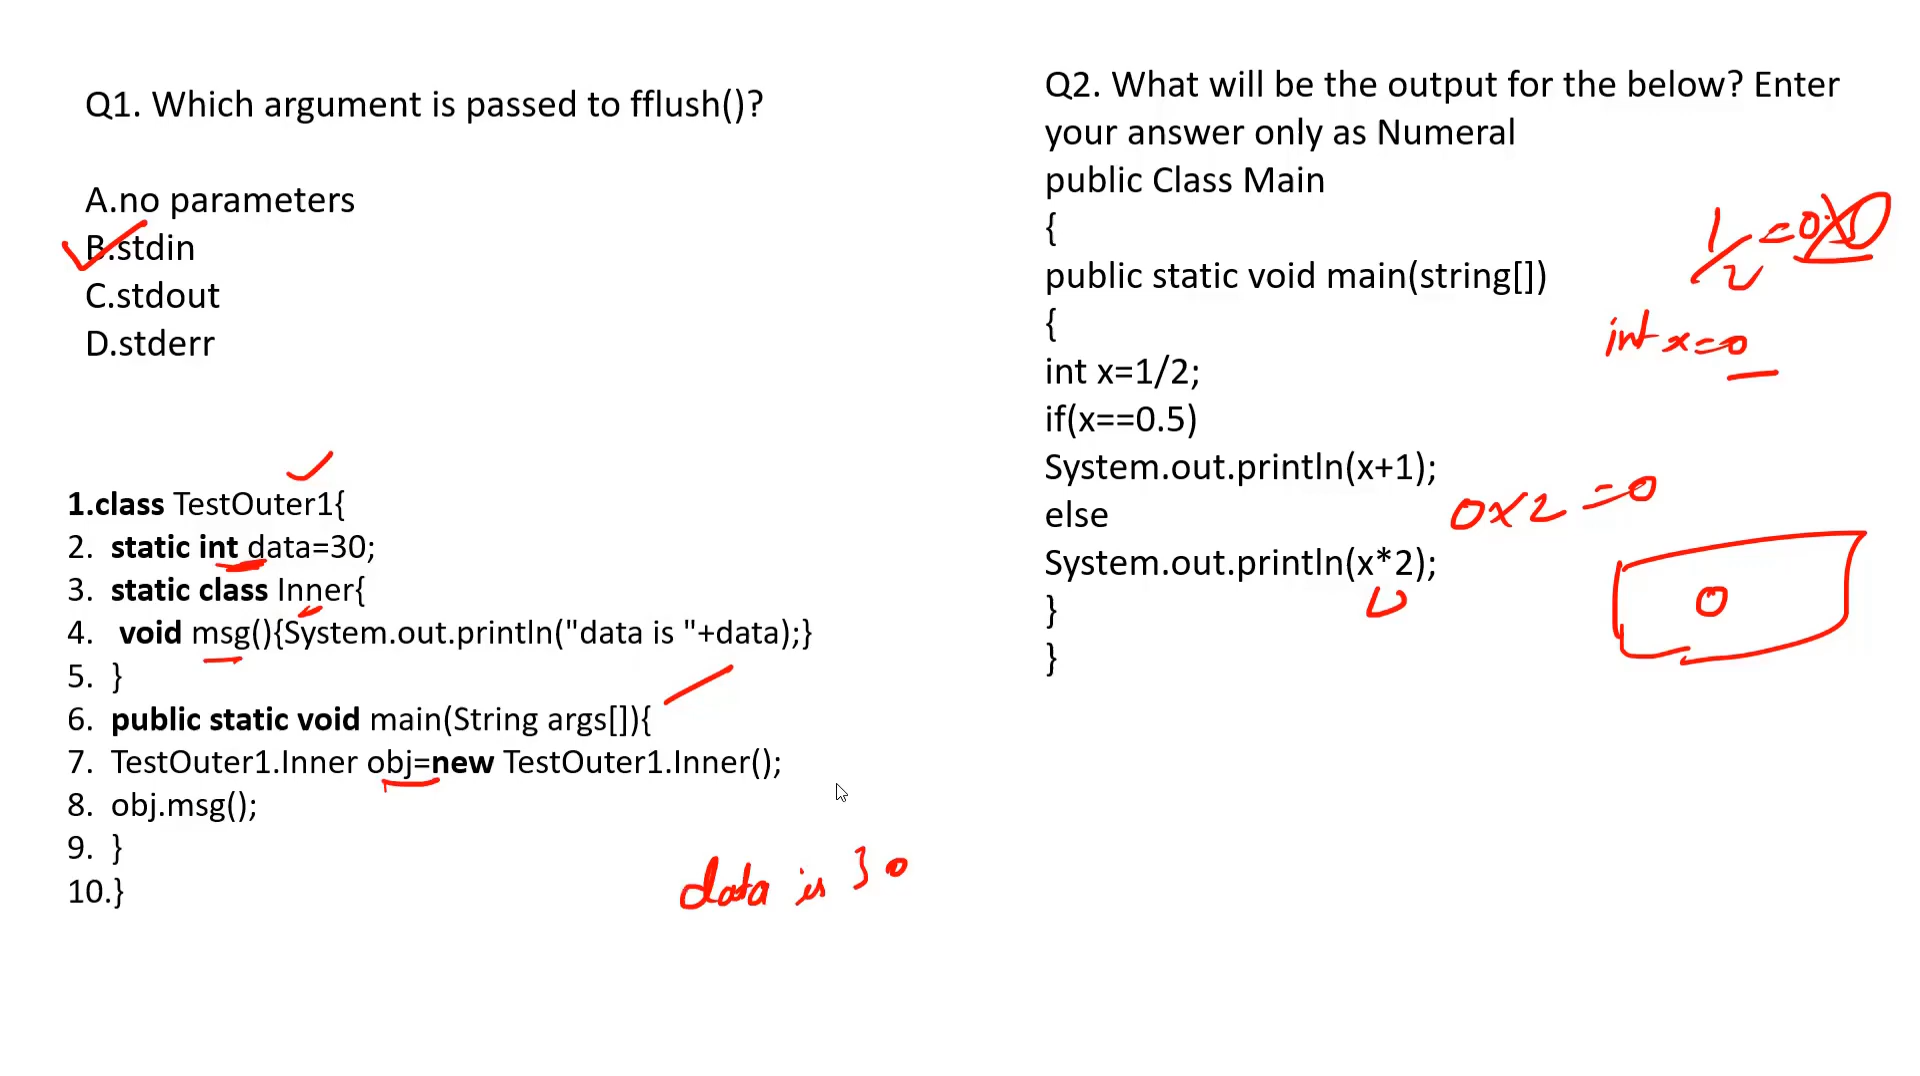 Q1. Which argument is passed to fflush()?
A.no parameters
B.stdin
C.stdout
D.stderr
1.class TestOuter1{
2. static int data=30;
3. static class Inner{
4. void msg(){System.out.println("data is "+data);}
5. }
6. public static void main(String args[]){
7. TestOuter1.Inner obj=new TestOuter1.Inner();
8. obj.msg();
9. }
10.}
data is 30
Q2. What will be the output for the below? Enter
your answer only as Numeral
public Class Main
{
public static void main(string[])
{
int x=1/2;
if(x==0.5)
System.out.println(x+1);
else
System.out.println(x*2);
}
}
int x=0
0x2=0
0
0